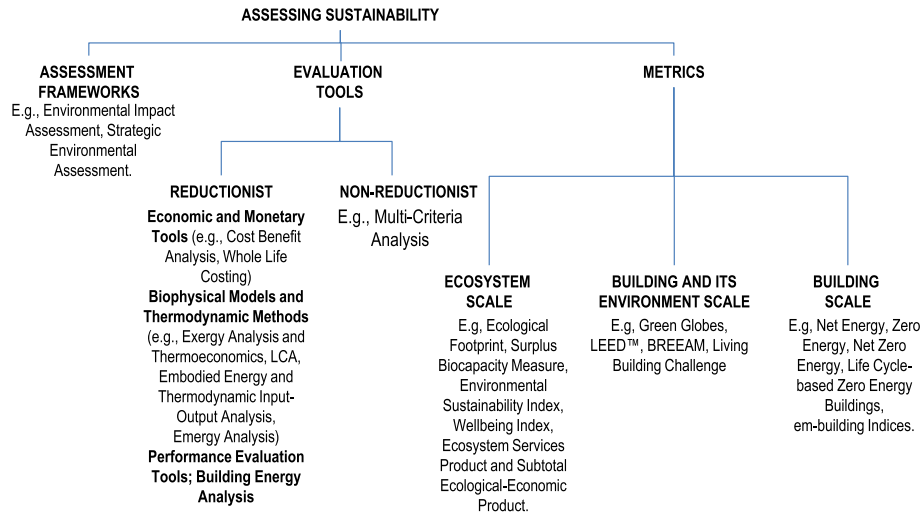 ASSESSING SUSTAINABILITY
ASSESSMENT
FRAMEWORKS
E.g., Environmental Impact
Assessment, Strategic
Environmental
Assessment.
EVALUATION
TOOLS
METRICS
REDUCTIONIST
Economic and Monetary
Tools (e.g., Cost Benefit
Analysis, Whole Life
Costing)
Biophysical Models and
Thermodynamic Methods
(e.g., Exergy Analysis and
Thermoeconomics, LCA,
Embodied Energy and
Thermodynamic Input-
Output Analysis,
Emergy Analysis)
Performance Evaluation
Tools; Building Energy
Analysis
NON-REDUCTIONIST
E.g., Multi-Criteria
Analysis
ECOSYSTEM
SCALE
E.g, Ecological
Footprint, Surplus
Biocapacity Measure,
Environmental
Sustainability Index,
Wellbeing Index,
Ecosystem Services
Product and Subtotal
Ecological-Economic
Product.
BUILDING AND ITS
ENVIRONMENT SCALE
E.g, Green Globes,
LEED™, BREEAM, Living
Building Challenge
BUILDING
SCALE
E.g, Net Energy, Zero
Energy, Net Zero
Energy, Life Cycle-
based Zero Energy
Buildings,
em-building Indices.